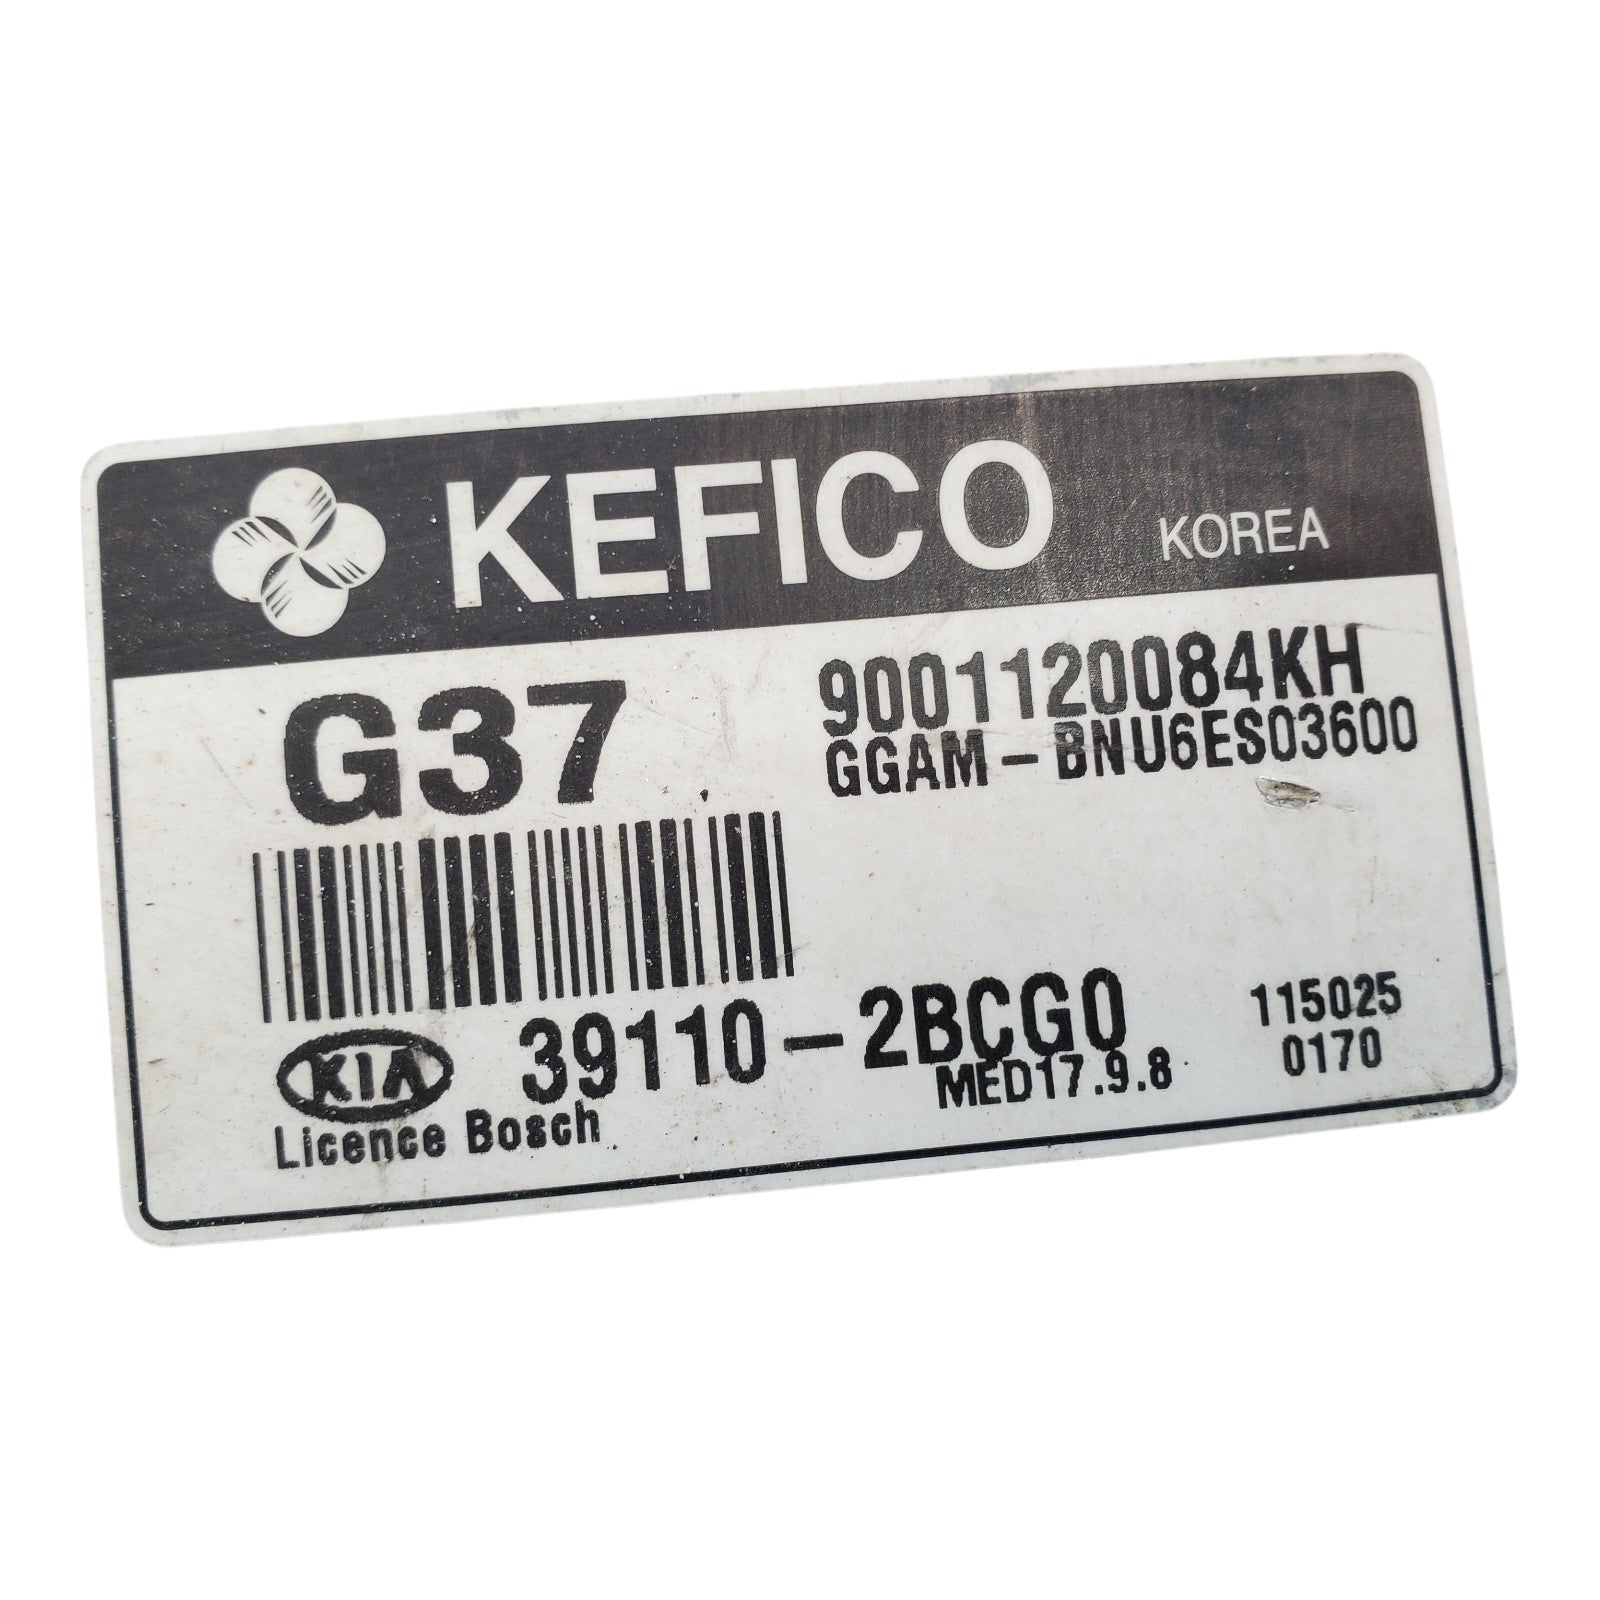 KEFICO KOREA
G37
9001120084KH
GGAM-BNU6ES03600
KIA 39110-2BCG0
MED17.9.8
115025
0170
Licence Bosch